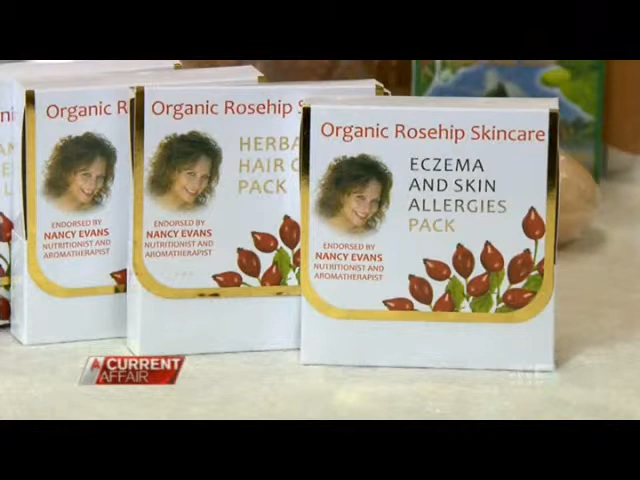 Organic R
ENDORSED BY
NANCY EVANS
NUTRITIONIST AND
AROMATHERAPIST
Organic Rosehip S
HERBA
HAIR C
PACK
ENDORSED BY
NANCY EVANS
NUTRITIONIST AND
AROMATHERAPIST
Organic Rosehip Skincare
ECZEMA
AND SKIN
ALLERGIES
PACK
ENDORSED BY
NANCY EVANS
NUTRITIONIST AND
AROMATHERAPIST
A CURRENT
AFFAIR